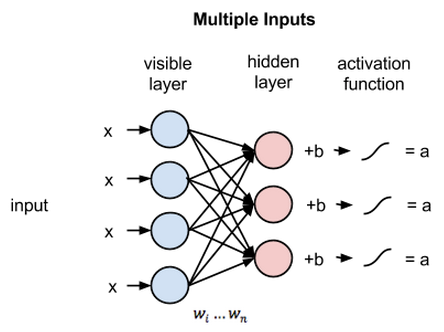 Multiple Inputs
visible
layer
hidden
layer
activation
function
x
+b = a
x
input
+b = a
x
+b = a
x
wᵢ ... wₙ